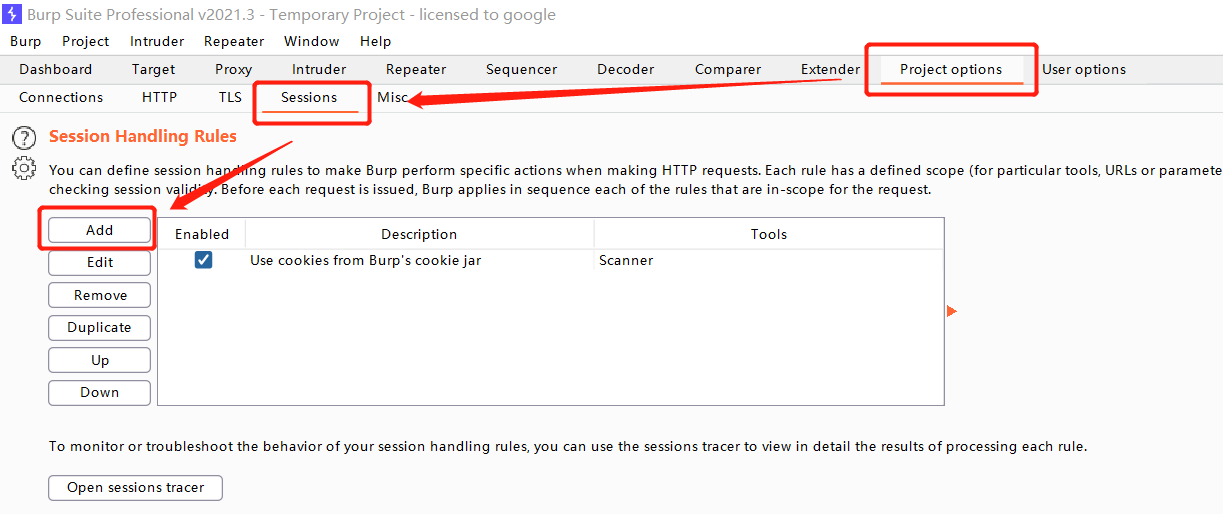 Burp Suite Professional v2021.3 - Temporary Project - licensed to google
Burp Project Intruder Repeater Window Help
Dashboard Target Proxy Intruder Repeater Sequencer Decoder Comparer Extender Project options User options
Connections HTTP TLS Sessions Misc
? Session Handling Rules
You can define session handling rules to make Burp perform specific actions when making HTTP requests. Each rule has a defined scope (for particular tools, URLs or paramete
checking session validity. Before each request is issued, Burp applies in sequence each of the rules that are in-scope for the request.
Add
Edit
Remove
Duplicate
Up
Down
Enabled Description Tools
Use cookies from Burp's cookie jar Scanner
To monitor or troubleshoot the behavior of your session handling rules, you can use the sessions tracer to view in detail the results of processing each rule.
Open sessions tracer